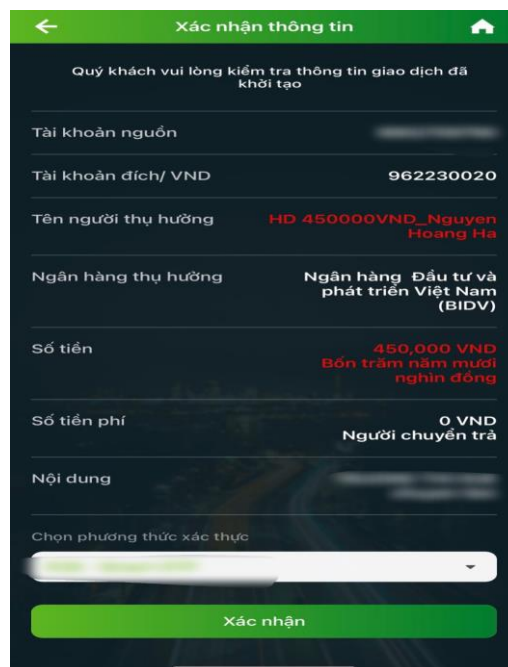 Xác nhận thông tin
Quý khách vui lòng kiểm tra thông tin giao dịch đã
khởi tạo
Tài khoản nguồn
Tài khoản đích/ VND
962230020
Tên người thụ hưởng
HD 450000VND_Nguyen
Hoang Ha
Ngân hàng thụ hưởng
Ngân hàng Đầu tư và
phát triển Việt Nam
(BIDV)
Số tiền
450,000 VND
Bốn trăm năm mươi
nghìn đồng
Số tiền phí
0 VND
Người chuyển trả
Nội dung
Chọn phương thức xác thực
Xác nhận